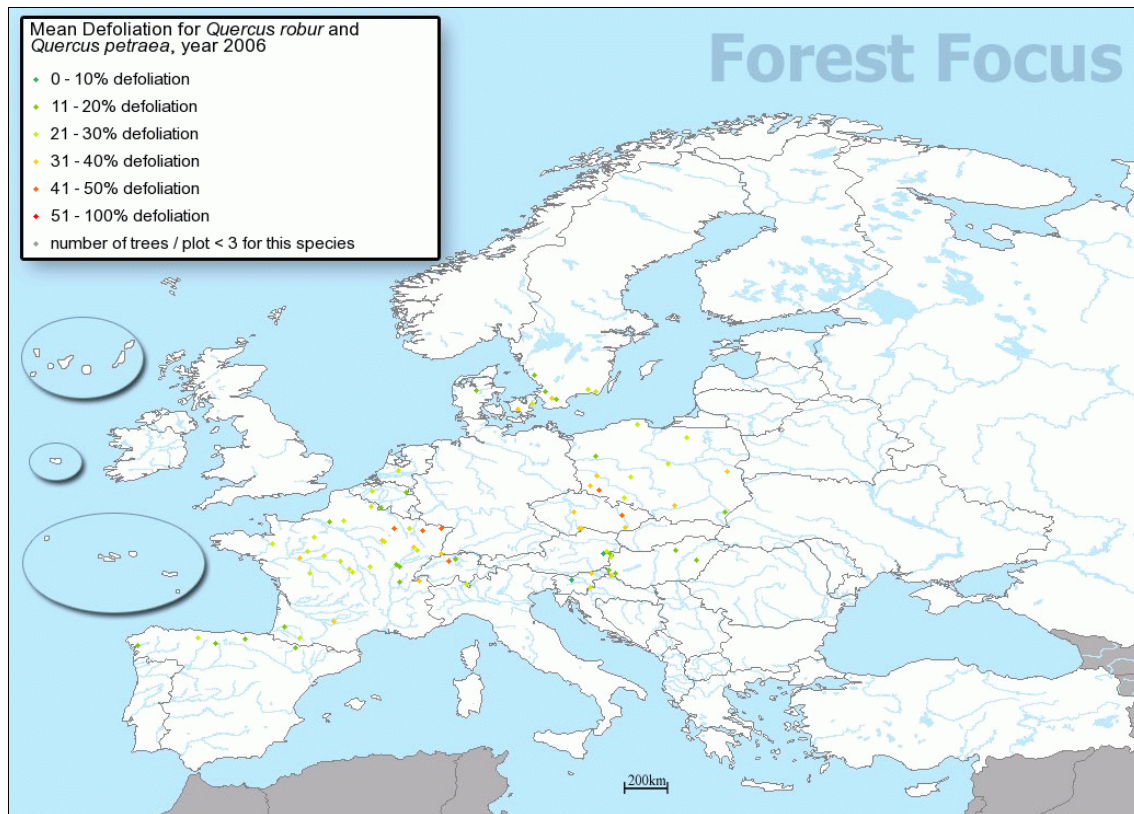 Mean Defoliation for Quercus robur and
Quercus petraea, year 2006
0 - 10% defoliation
11 - 20% defoliation
21 - 30% defoliation
31 - 40% defoliation
41 - 50% defoliation
51 - 100% defoliation
number of trees / plot < 3 for this species
Forest Focus
200km